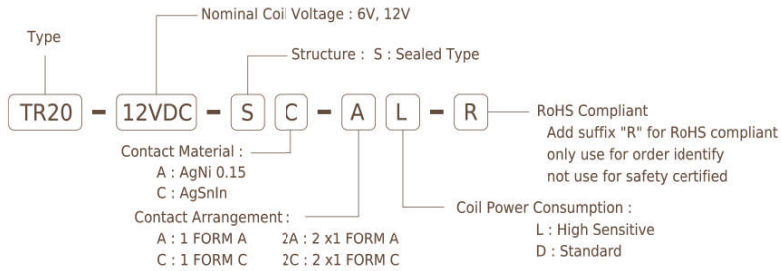 Nominal Coil Voltage : 6V, 12V
Type
Structure : S : Sealed Type
TR20 - 12VDC - S C - A L - R
RoHS Compliant
Add suffix "R" for RoHS compliant
only use for order identify
not use for safety certified
Contact Material :
A : AgNi 0.15
C : AgSnIn
Contact Arrangement :
A : 1 FORM A 2A : 2 x1 FORM A
C : 1 FORM C 2C : 2 x1 FORM C
Coil Power Consumption :
L : High Sensitive
D : Standard